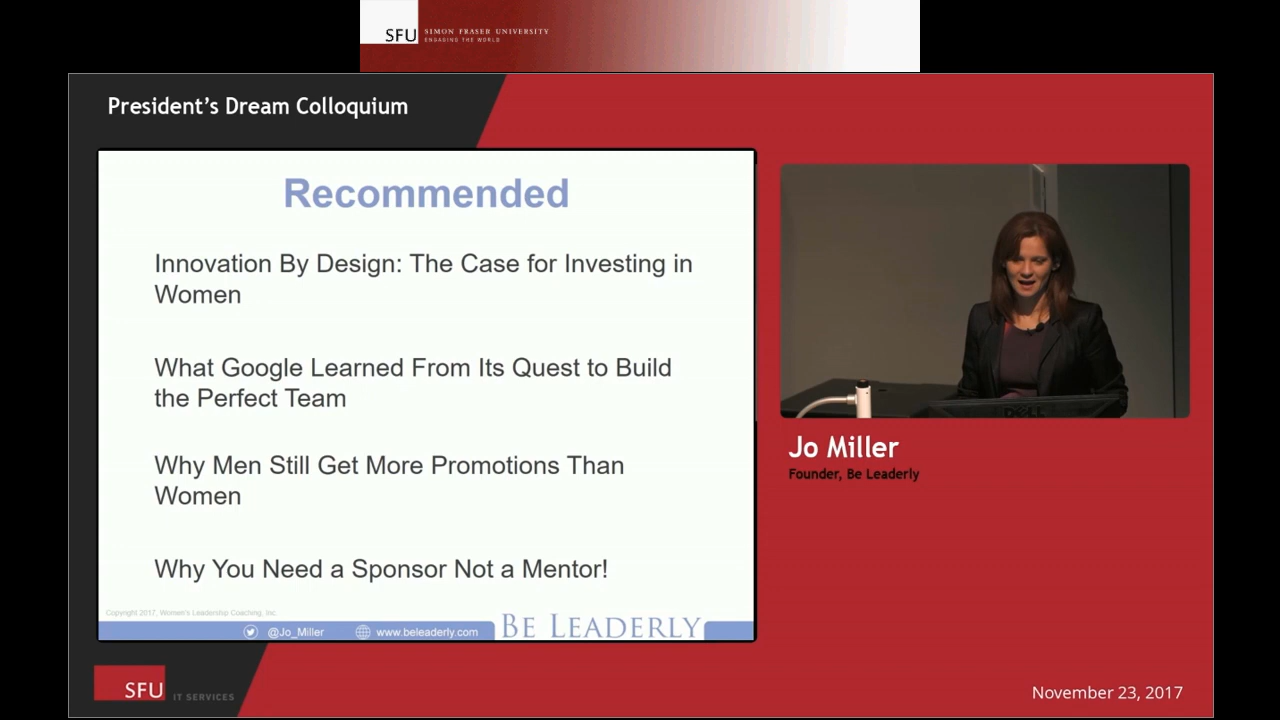 SFU
SIMON FRASER UNIVERSITY
ENGAGING THE WORLD
President's Dream Colloquium
Recommended
Innovation By Design: The Case for Investing in
Women
What Google Learned From Its Quest to Build
the Perfect Team
Why Men Still Get More Promotions Than
Women
Why You Need a Sponsor Not a Mentor!
Copyright 2017, Women's Leadership Coaching, Inc.
@Jo_Miller
www.beleaderly.com
BE LEADERLY
DELL
Jo Miller
Founder, Be Leaderly
SFU
IT SERVICES
November 23, 2017